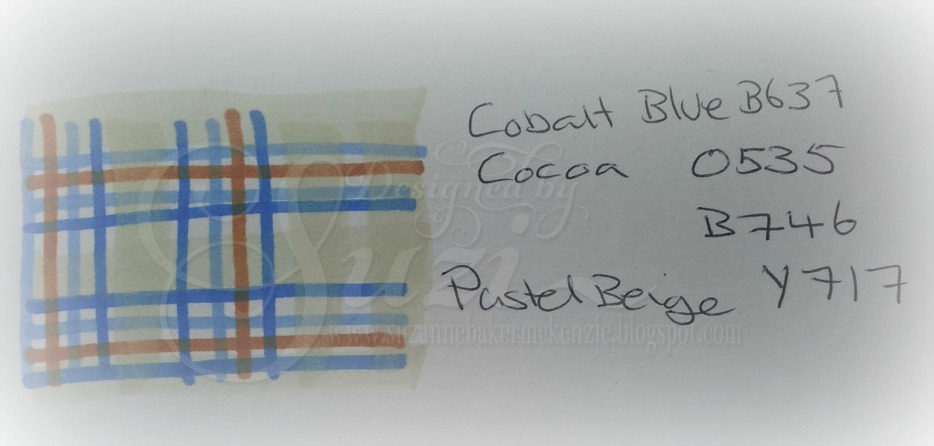 Cobalt Blue B637
Cocoa O535
B746
Pastel Beige Y717
Designed by
Suzi
www.suzannebakermckenzie.blogspot.com